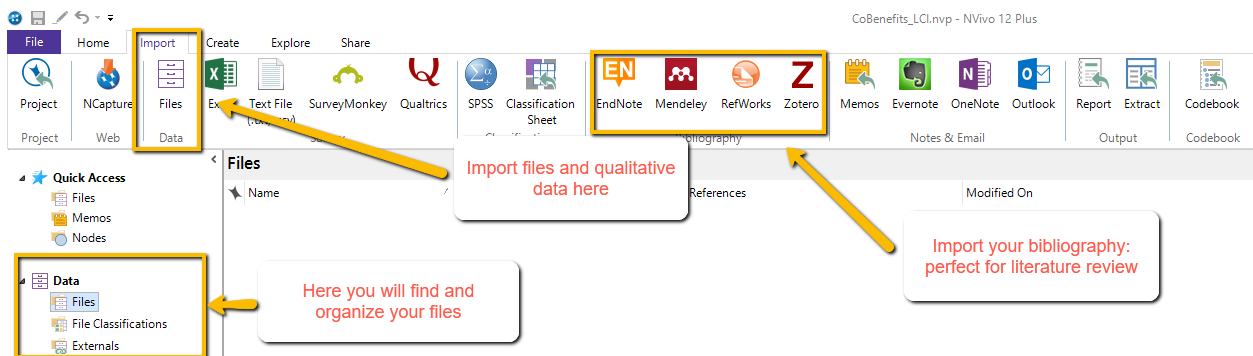 CoBenefits_LCI.nvp - NVivo 12 Plus
File Home Import Create Explore Share
Project NCapture Files Text File SurveyMonkey Qualtrics SPSS Classification Sheet EndNote Mendeley RefWorks Zotero Memos Evernote OneNote Outlook Report Extract Codebook
Project Web Data Notes & Email Output Codebook
Quick Access
Files
Memos
Nodes
Data
Files
File Classifications
Externals
Files
Name References Modified On
Import files and qualitative
data here
Import your bibliography:
perfect for literature review
Here you will find and
organize your files